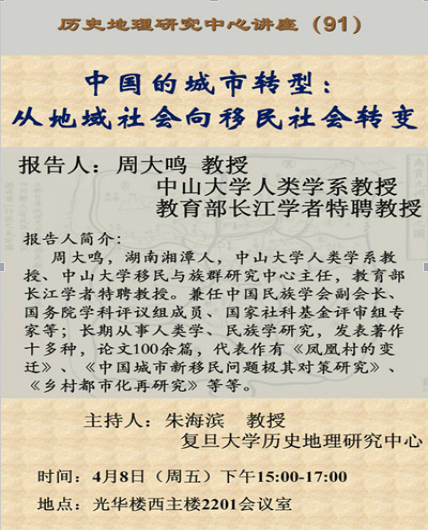 历史地理研究中心讲座（91）
中国的城市转型：
从地域社会向移民社会转变
报告人：周大鸣 教授
中山大学人类学系教授
教育部长江学者特聘教授
报告人简介：
周大鸣，湖南湘潭人，中山大学人类学系教
授、中山大学移民与族群研究中心主任，教育部
长江学者特聘教授。兼任中国民族学会副会长、
国务院学科评议组成员、国家社科基金评审组专
家等；长期从事人类学、民族学研究，发表著作
十多种，论文100余篇，代表作有《凤凰村的变
迁》、《中国城市新移民问题极其对策研究》、
《乡村都市化再研究》等等。
主持人：朱海滨 教授
复旦大学历史地理研究中心
时间：4月8日（周五）下午15:00-17:00
地点：光华楼西主楼2201会议室